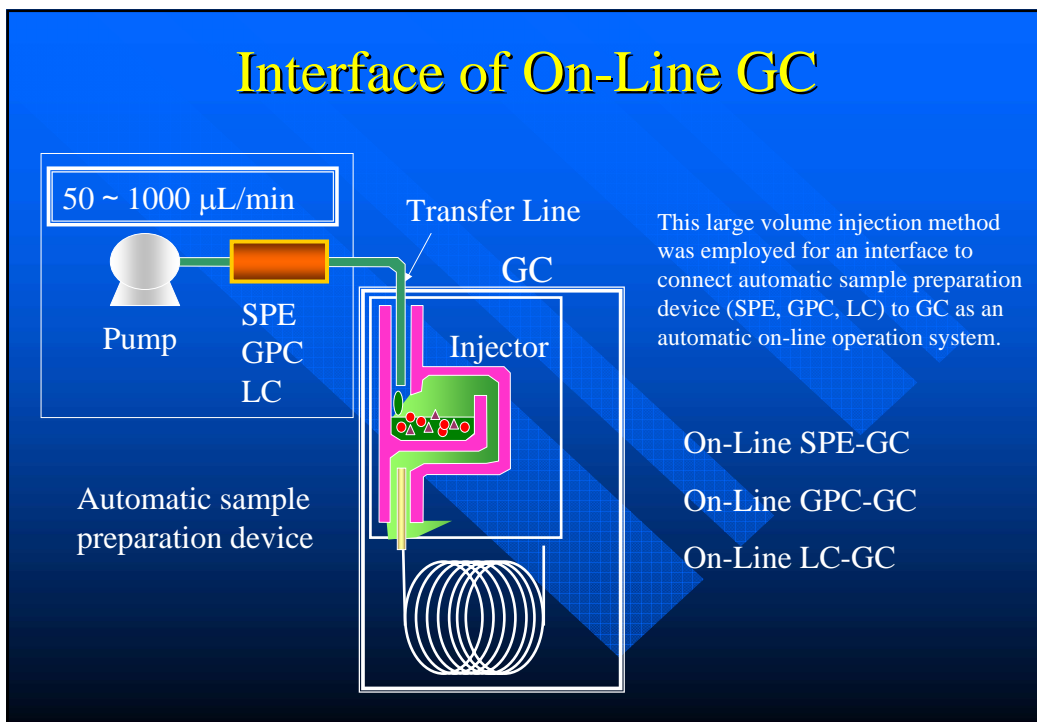 Interface of On-Line GC
50 ~ 1000 μL/min
Pump
SPE
GPC
LC
Automatic sample
preparation device
Transfer Line
GC
Injector
This large volume injection method
was employed for an interface to
connect automatic sample preparation
device (SPE, GPC, LC) to GC as an
automatic on-line operation system.
On-Line SPE-GC
On-Line GPC-GC
On-Line LC-GC